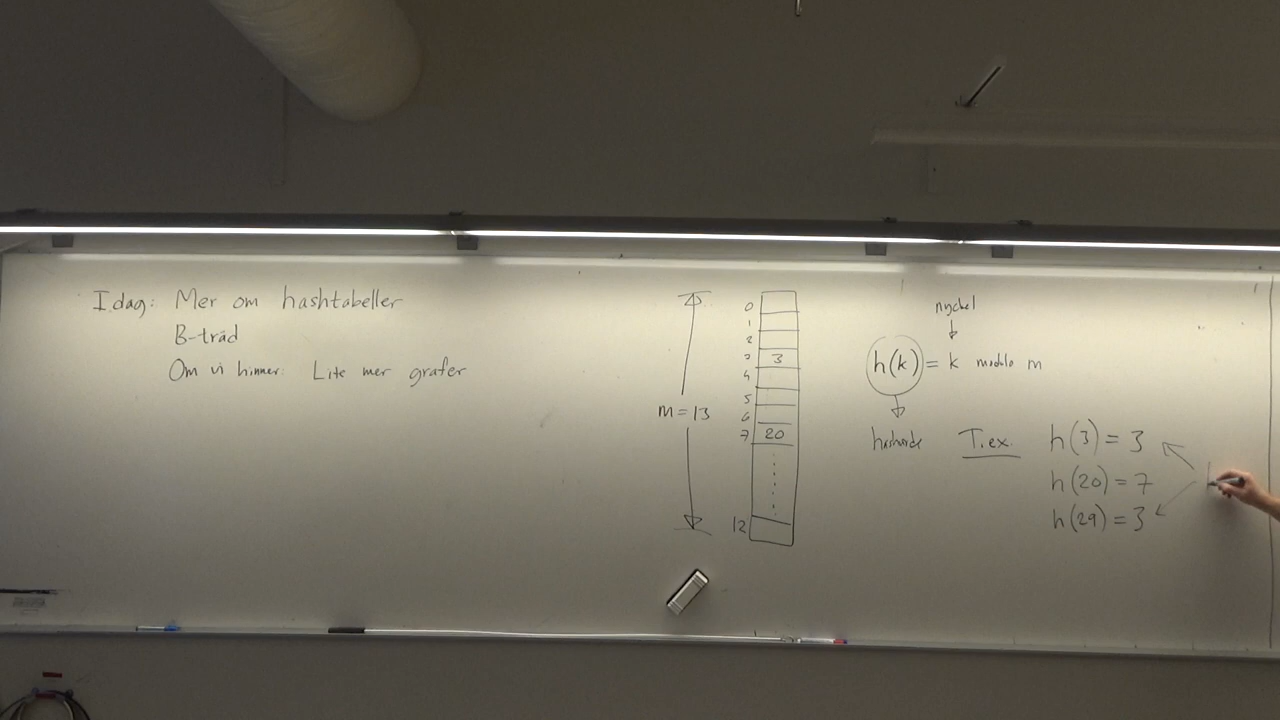 Idag: Mer om hashtabeller
B-träd
Om vi hinner: Lite mer grafer
m = 13
0
1
2
3 3
4
5
6
7 20
12
nyckel
h(k) = k modulo m
hashvärde
T.ex. h(3) = 3
h(20) = 7
h(29) = 3